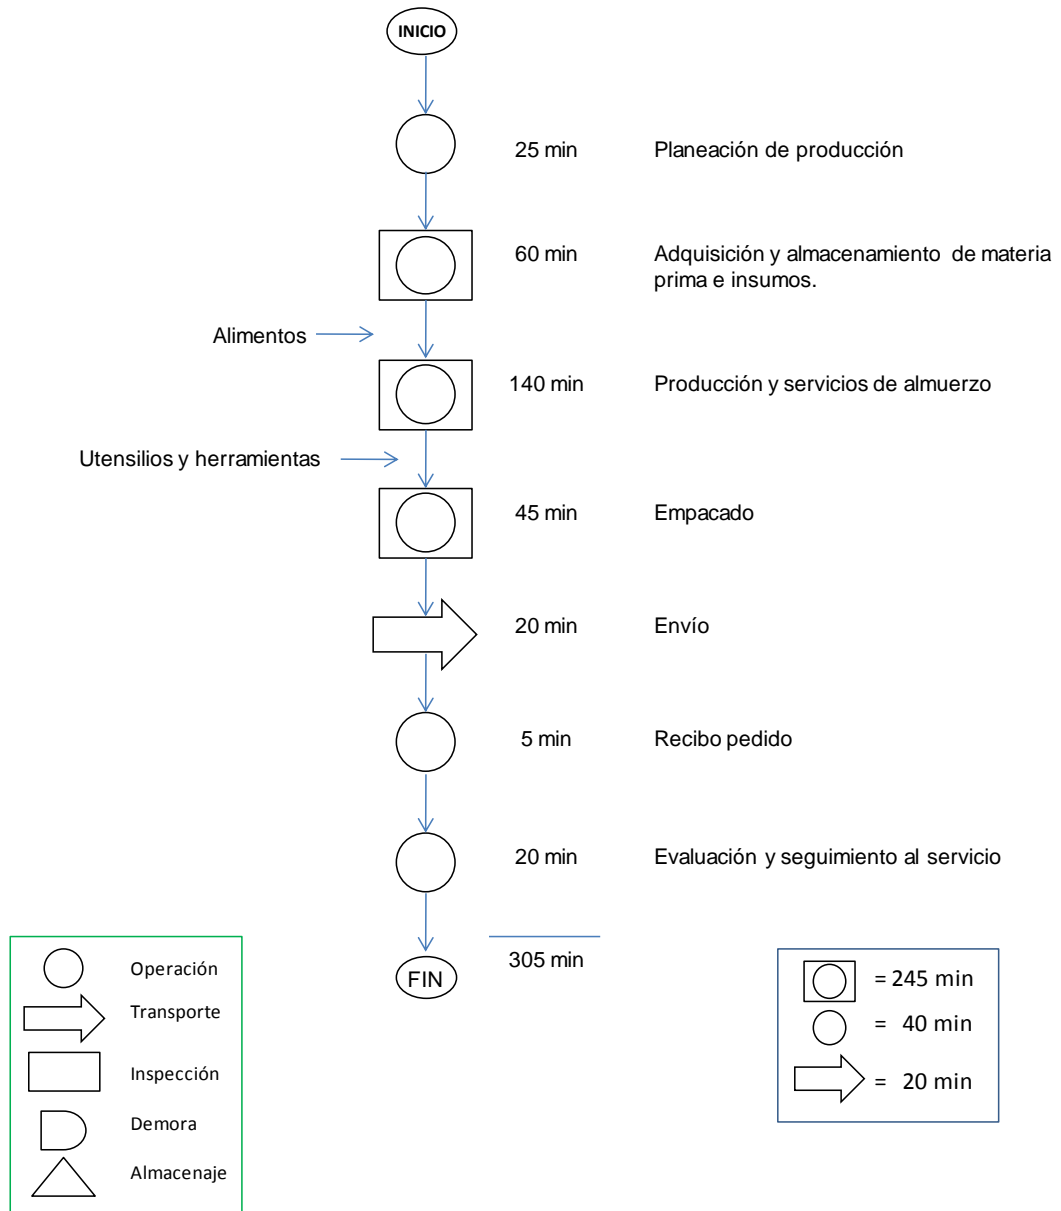 INICIO
25 min Planeación de producción
60 min Adquisición y almacenamiento de materia
prima e insumos.
Alimentos
140 min Producción y servicios de almuerzo
Utensilios y herramientas
45 min Empacado
20 min Envío
5 min Recibo pedido
20 min Evaluación y seguimiento al servicio
305 min
FIN
Operación
Transporte
Inspección
Demora
Almacenaje
= 245 min
= 40 min
= 20 min